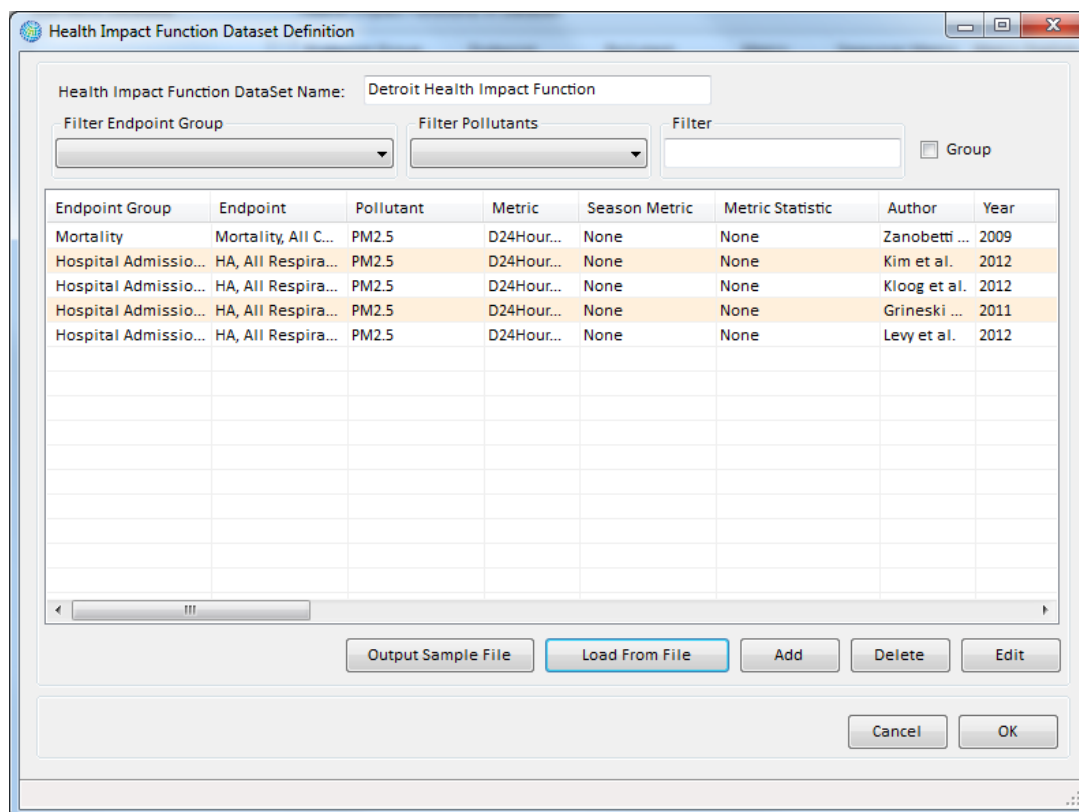 Health Impact Function Dataset Definition
Health Impact Function DataSet Name: Detroit Health Impact Function
Filter Endpoint Group Filter Pollutants Filter
Group
Endpoint Group Endpoint Pollutant Metric Season Metric Metric Statistic Author Year
Mortality Mortality, All C... PM2.5 D24Hour... None None Zanobetti ... 2009
Hospital Admissio... HA, All Respira... PM2.5 D24Hour... None None Kim et al. 2012
Hospital Admissio... HA, All Respira... PM2.5 D24Hour... None None Kloog et al. 2012
Hospital Admissio... HA, All Respira... PM2.5 D24Hour... None None Grineski ... 2011
Hospital Admissio... HA, All Respira... PM2.5 D24Hour... None None Levy et al. 2012
Output Sample File Load From File Add Delete Edit
Cancel OK